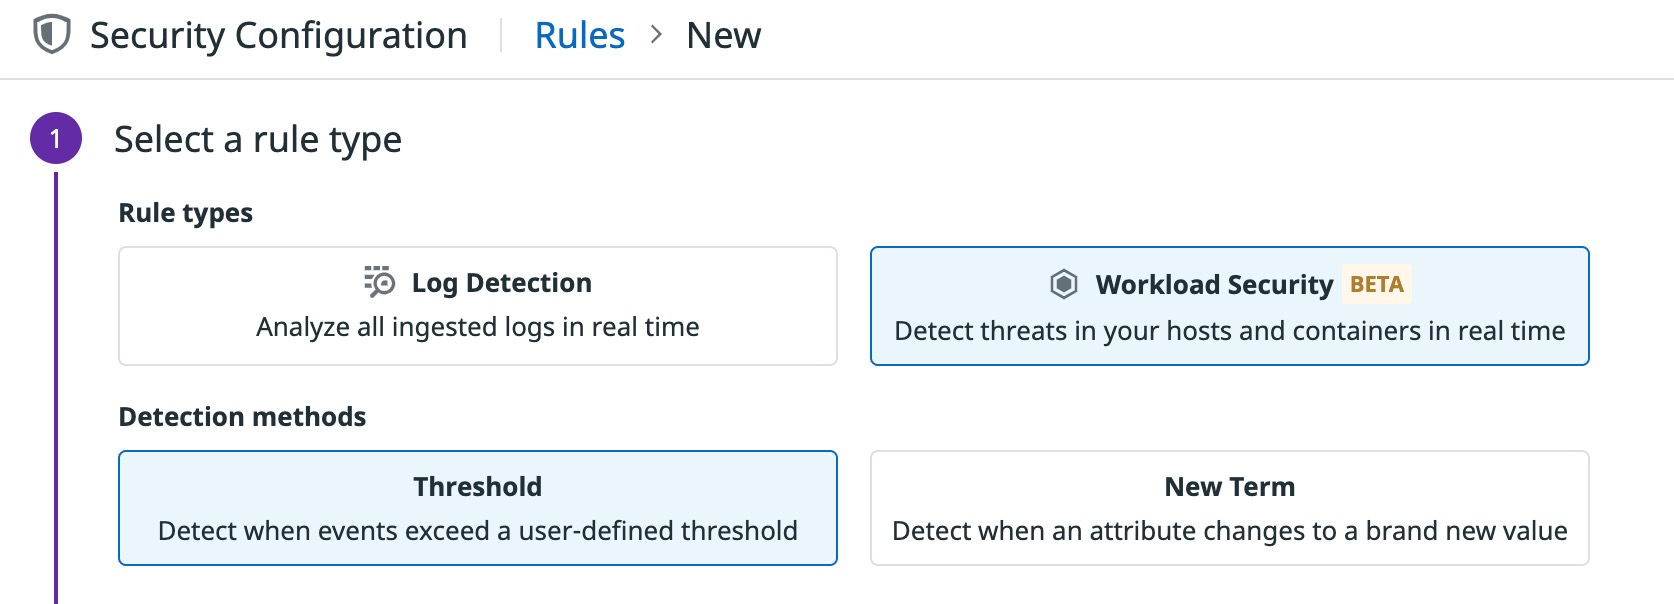 Security Configuration Rules > New
1 Select a rule type
Rule types
Log Detection
Analyze all ingested logs in real time
Workload Security BETA
Detect threats in your hosts and containers in real time
Detection methods
Threshold
Detect when events exceed a user-defined threshold
New Term
Detect when an attribute changes to a brand new value